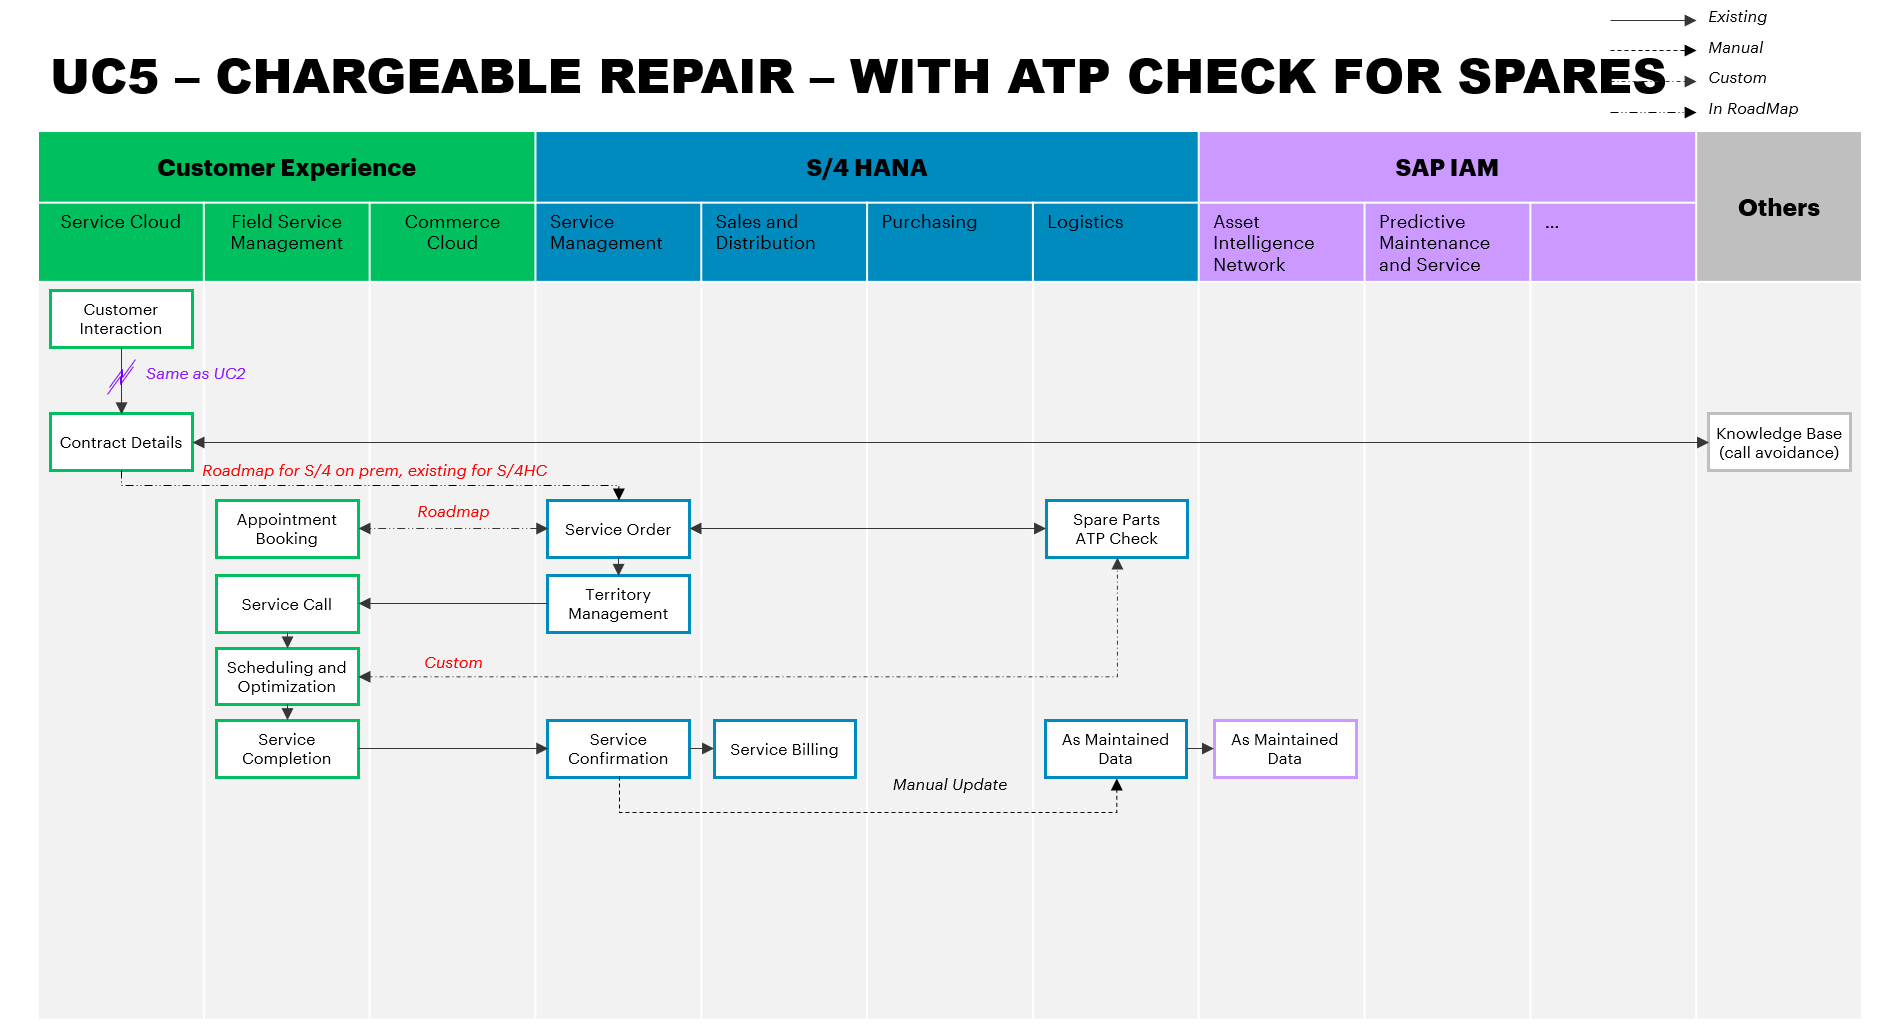 Existing
Manual
UC5 – CHARGEABLE REPAIR – WITH ATP CHECK FOR SPARES
Custom
In RoadMap
Customer Experience
S/4 HANA
SAP IAM
Others
Service Cloud
Field Service
Management
Commerce
Cloud
Service
Management
Sales and
Distribution
Purchasing
Logistics
Asset
Intelligence
Network
Predictive
Maintenance
and Service
...
Customer
Interaction
Same as UC2
Contract Details
Knowledge Base
(call avoidance)
Roadmap for S/4 on prem, existing for S/4HC
Appointment
Booking
Roadmap
Service Order
Spare Parts
ATP Check
Service Call
Territory
Management
Scheduling and
Optimization
Custom
Service
Completion
Service
Confirmation
Service Billing
As Maintained
Data
As Maintained
Data
Manual Update